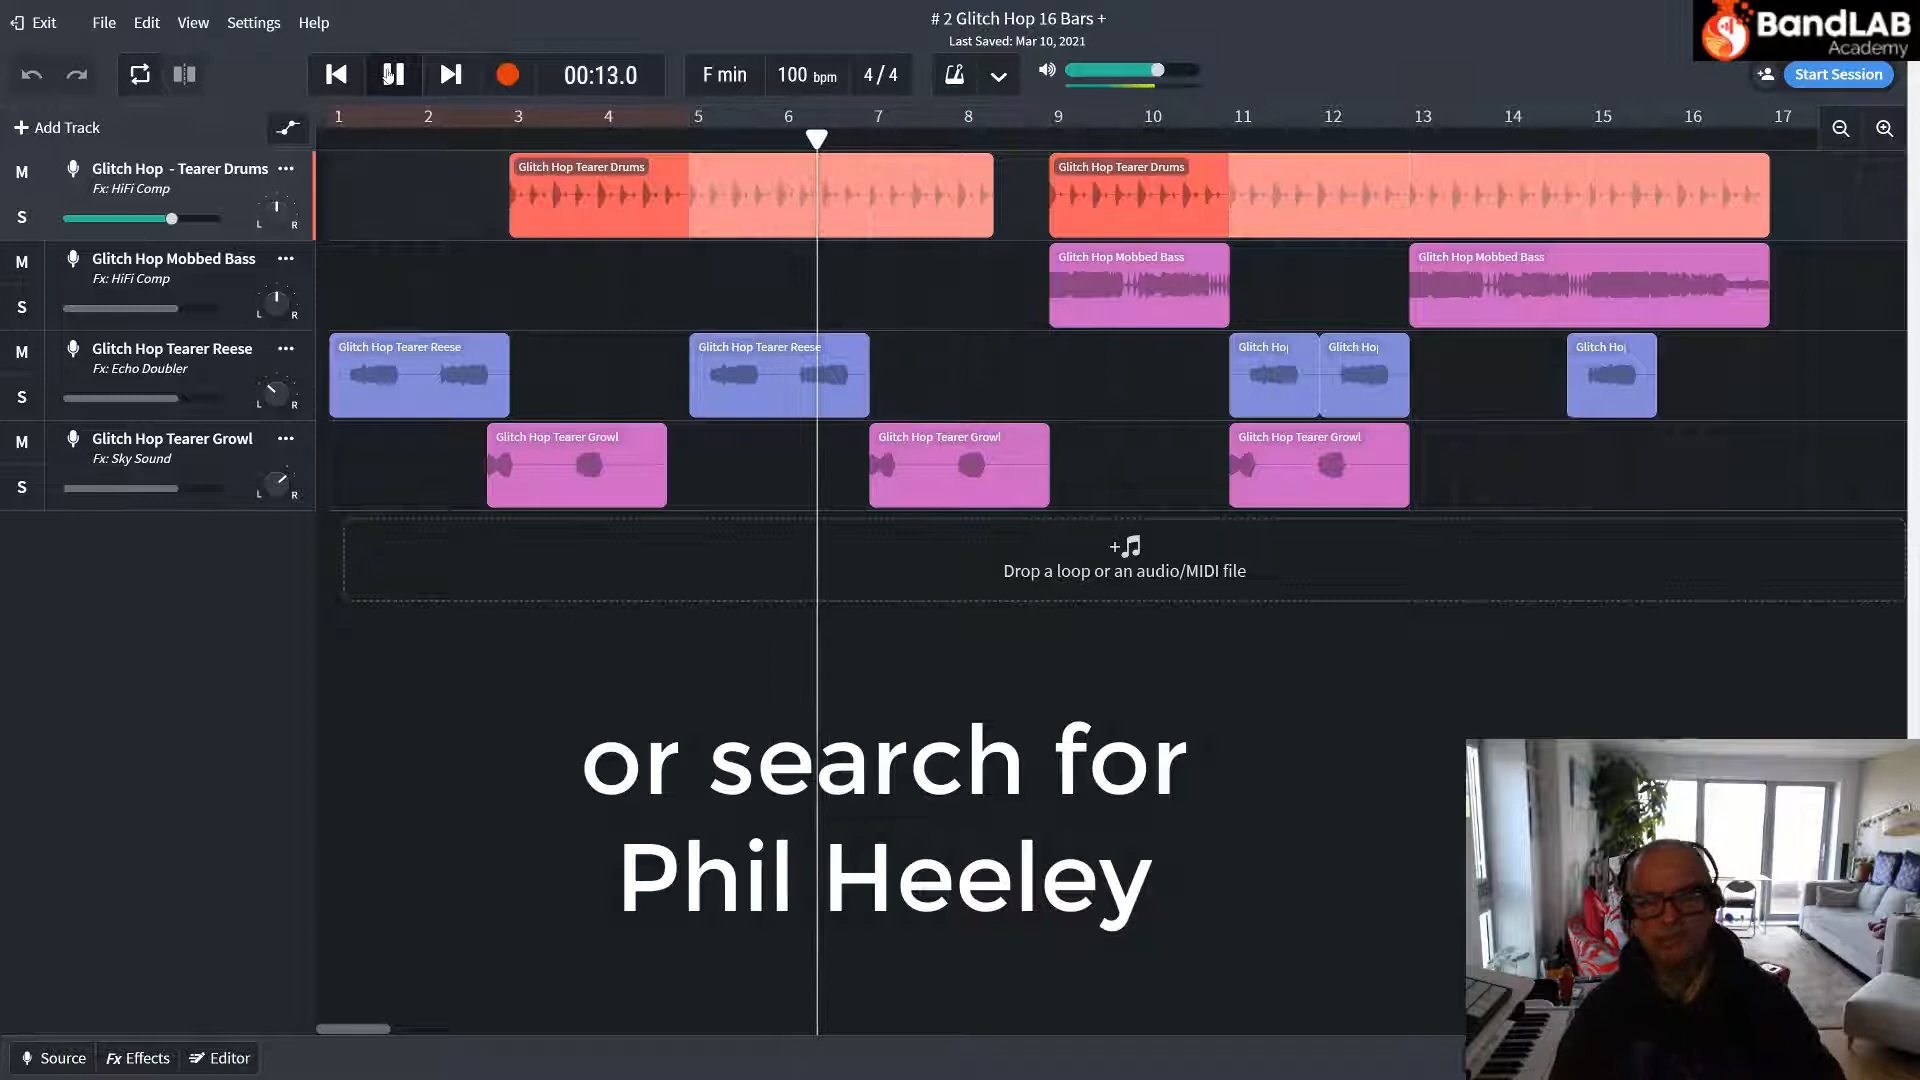 Exit File Edit View Settings Help
# 2 Glitch Hop 16 Bars +
Last Saved: Mar 10, 2021
BandLAB
Academy
00:13.0 F min 100 bpm 4 / 4
Start Session
1 2 3 4 5 6 7 8 9 10 11 12 13 14 15 16 17
+ Add Track
M Glitch Hop - Tearer Drums ...
Fx: HiFi Comp
S L R
Glitch Hop Tearer Drums Glitch Hop Tearer Drums
M Glitch Hop Mobbed Bass ...
Fx: HiFi Comp
S L R
Glitch Hop Mobbed Bass Glitch Hop Mobbed Bass
M Glitch Hop Tearer Reese ...
Fx: Echo Doubler
S L R
Glitch Hop Tearer Reese Glitch Hop Tearer Reese Glitch Ho Glitch Ho Glitch Ho
M Glitch Hop Tearer Growl ...
Fx: Sky Sound
S L R
Glitch Hop Tearer Growl Glitch Hop Tearer Growl Glitch Hop Tearer Growl
Drop a loop or an audio/MIDI file
or search for
Phil Heeley
Source Fx Effects Editor